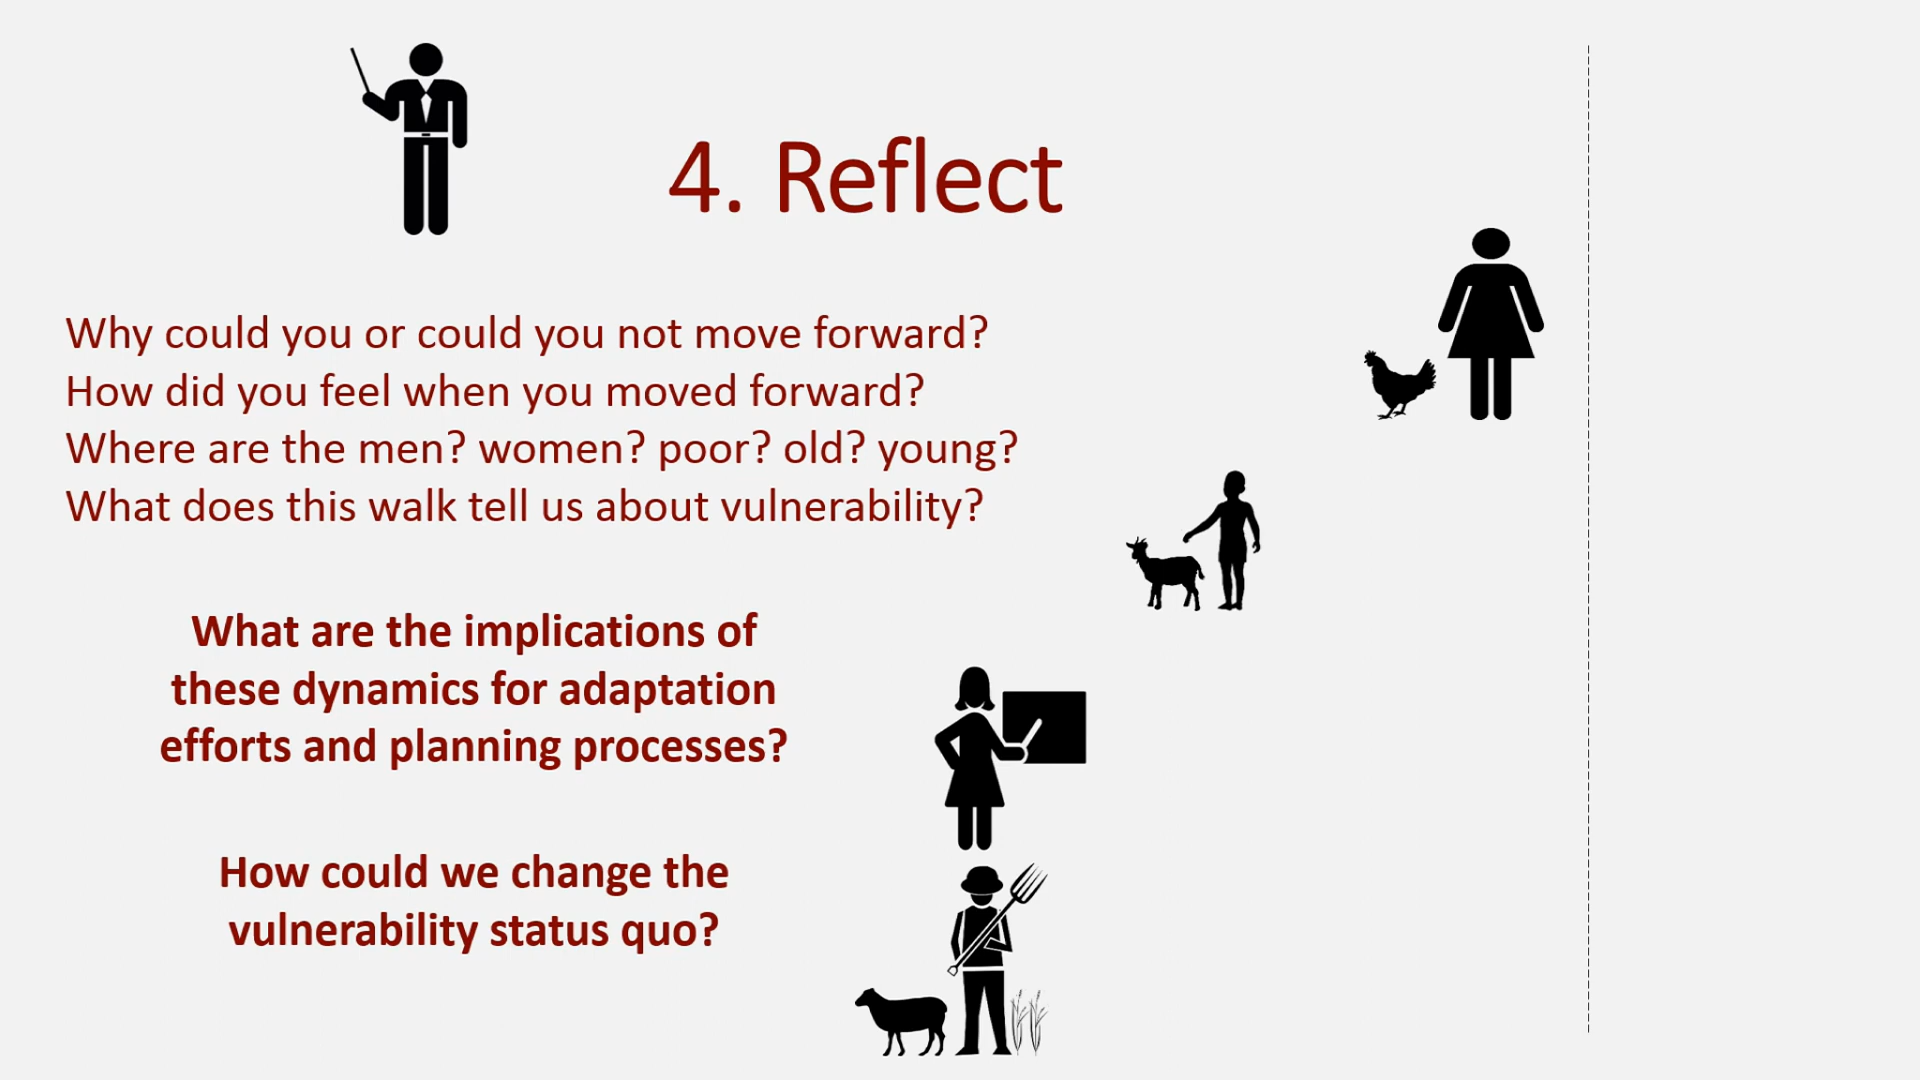 4. Reflect
Why could you or could you not move forward?
How did you feel when you moved forward?
Where are the men? women? poor? old? young?
What does this walk tell us about vulnerability?
What are the implications of
these dynamics for adaptation
efforts and planning processes?
How could we change the
vulnerability status quo?